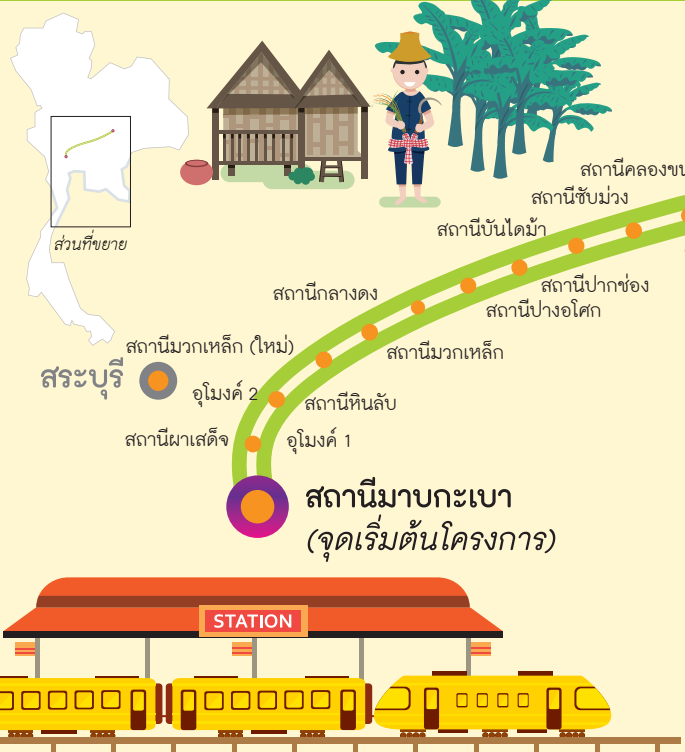 ส่วนที่ขยาย
สถานีคลองขน
สถานีซับม่วง
สถานีบันไดม้า
สถานีปากช่อง
สถานีกลางดง
สถานีปางอโศก
สถานีมวกเหล็ก (ใหม่)
สถานีมวกเหล็ก
สระบุรี
อุโมงค์ 2
สถานีหินลับ
สถานีผาเสด็จ
อุโมงค์ 1
สถานีมาบกะเบา
(จุดเริ่มต้นโครงการ)
STATION